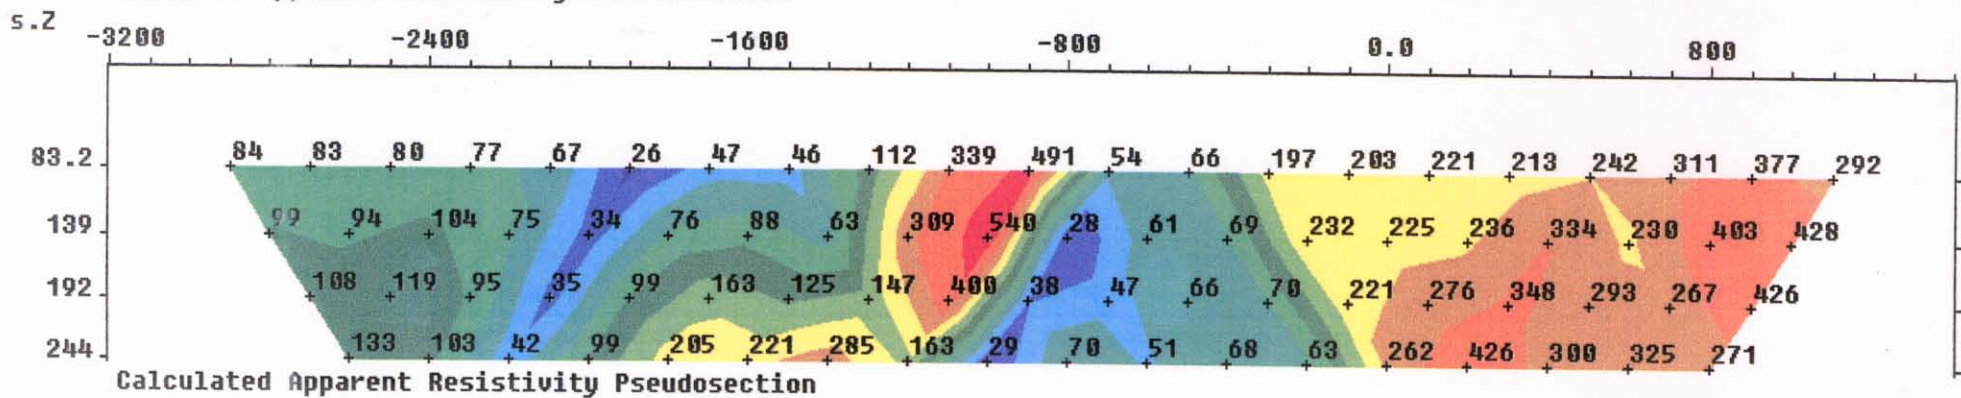 s.Z
-3200 -2400 -1600 -800 0.0 800
83.2 84 83 80 77 67 26 47 46 112 339 491 54 66 197 203 221 213 242 311 377 292
139 99 94 104 75 34 76 88 63 309 540 28 61 69 232 225 236 334 230 403 428
192 108 119 95 35 99 163 125 147 400 38 47 66 70 221 276 348 293 267 426
244 133 103 42 99 205 221 285 163 29 70 51 68 63 262 426 300 325 271
Calculated Apparent Resistivity Pseudosection